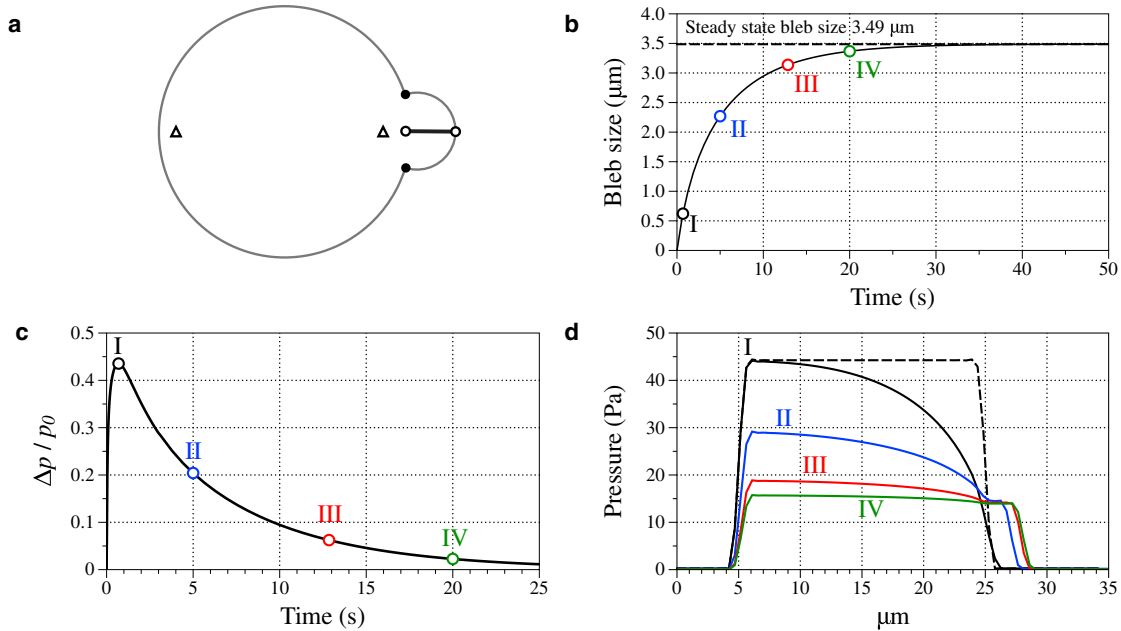 a
b
4.0
3.5
3.0
2.5
2.0
1.5
1.0
0.5
0
Bleb size (μm)
Steady state bleb size 3.49 μm
I
II
III
IV
0 10 20 30 40 50
Time (s)
c
0.5
0.4
0.3
0.2
0.1
0
Δp / p0
I
II
III
IV
0 5 10 15 20 25
Time (s)
d
50
40
30
20
10
0
Pressure (Pa)
I
II
III
IV
0 5 10 15 20 25 30 35
μm